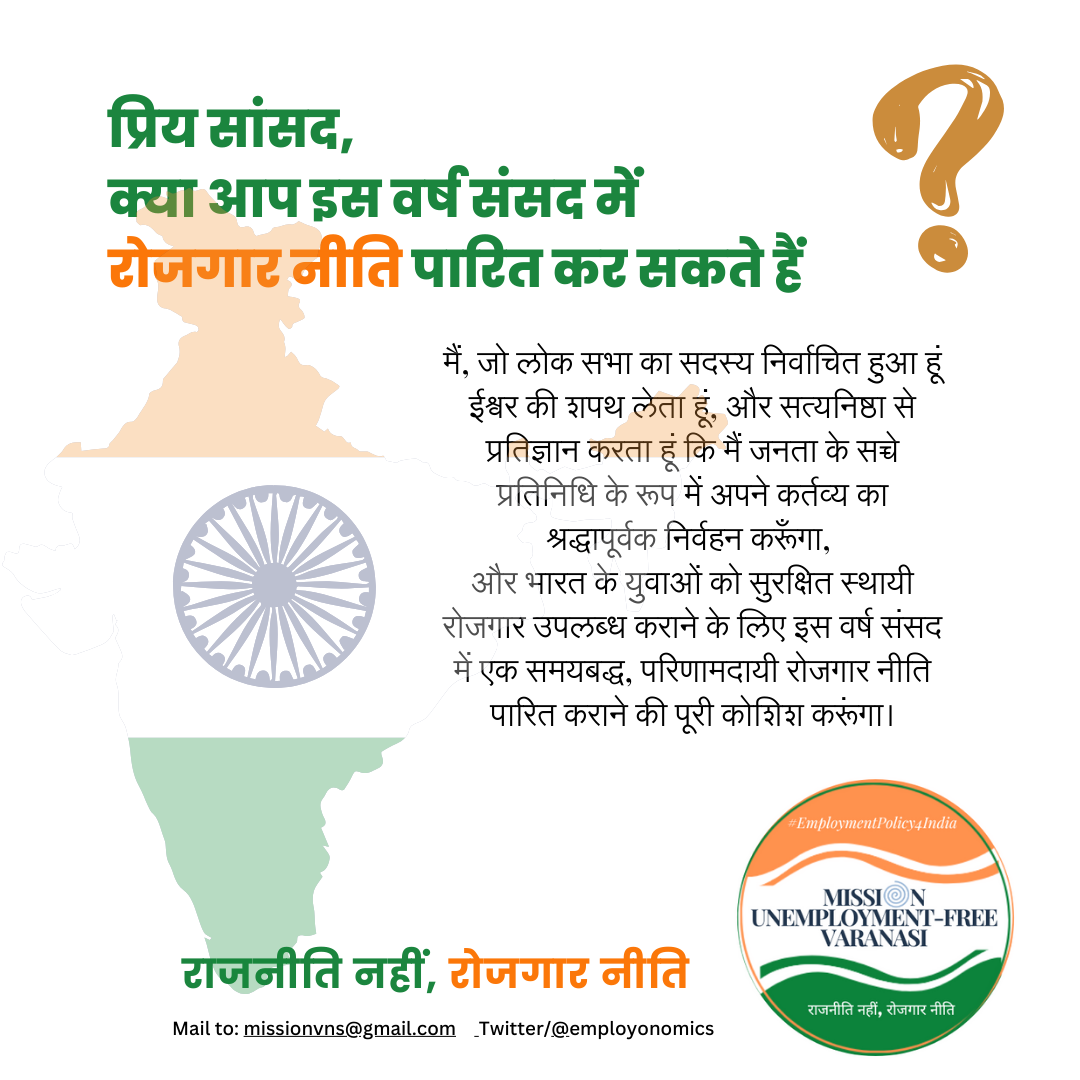 प्रिय सांसद,
क्या आप इस वर्ष संसद में
रोजगार नीति पारित कर सकते हैं
?
मैं, जो लोक सभा का सदस्य निर्वाचित हुआ हूं
ईश्वर की शपथ लेता हूं, और सत्यनिष्ठा से
प्रतिज्ञान करता हूं कि मैं जनता के सच्चे
प्रतिनिधि के रूप में अपने कर्तव्य का
श्रद्धापूर्वक निर्वहन करूँगा,
और भारत के युवाओं को सुरक्षित स्थायी
रोजगार उपलब्ध कराने के लिए इस वर्ष संसद
में एक समयबद्ध, परिणामदायी रोजगार नीति
पारित कराने की पूरी कोशिश करूंगा।
#EmploymentPolicy4India
MISSION
UNEMPLOYMENT-FREE
VARANASI
राजनीति नहीं, रोजगार नीति
राजनीति नहीं, रोजगार नीति
Mail to: missionvns@gmail.com Twitter/@employonomics